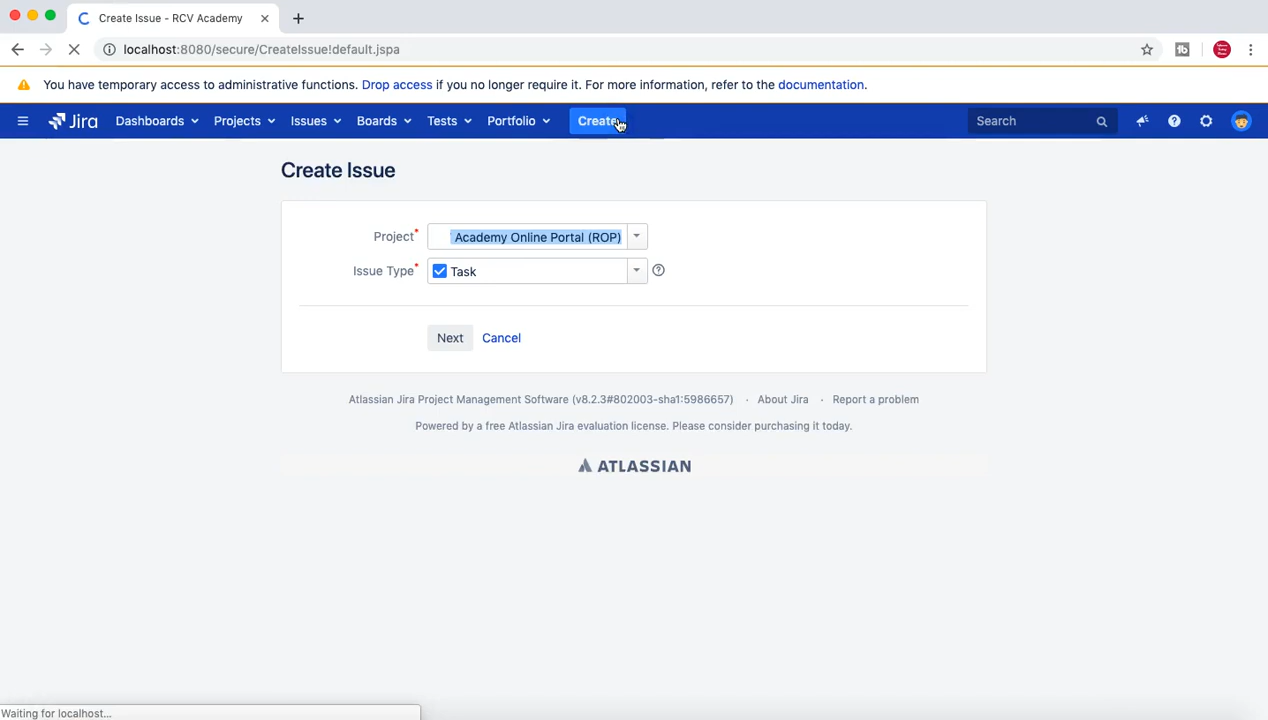 Create Issue - RCV Academy
localhost:8080/secure/CreateIssue!default.jspa
You have temporary access to administrative functions. Drop access if you no longer require it. For more information, refer to the documentation.
Jira Dashboards Projects Issues Boards Tests Portfolio Create Search
Create Issue
Project* Academy Online Portal (ROP)
Issue Type* Task
Next Cancel
Atlassian Jira Project Management Software (v8.2.3#802003-sha1:5986657) · About Jira · Report a problem
Powered by a free Atlassian Jira evaluation license. Please consider purchasing it today.
ATLASSIAN
Waiting for localhost...